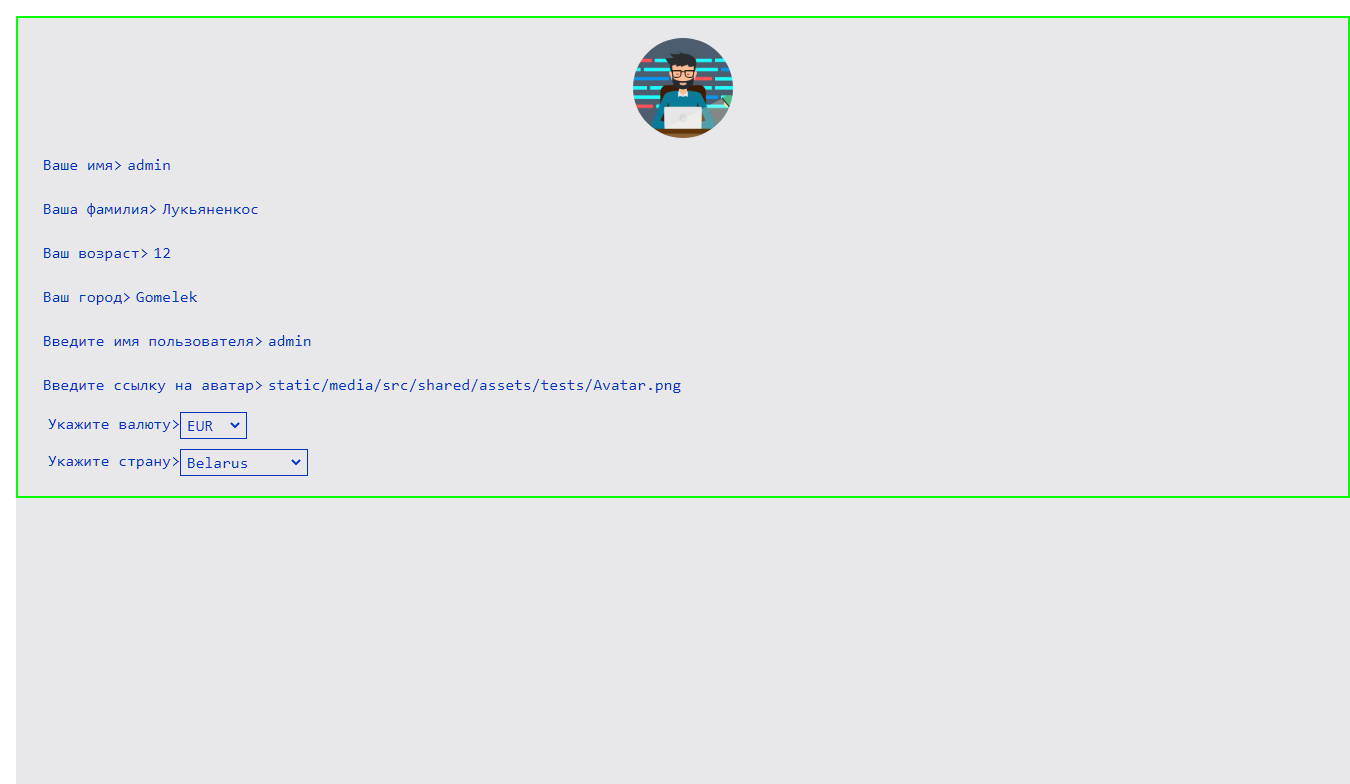 Ваше имя> admin
Ваша фамилия> Лукьяненкос
Ваш возраст> 12
Ваш город> Gomelek
Введите имя пользователя> admin
Введите ссылку на аватар> static/media/src/shared/assets/tests/Avatar.png
Укажите валюту> EUR
Укажите страну> Belarus